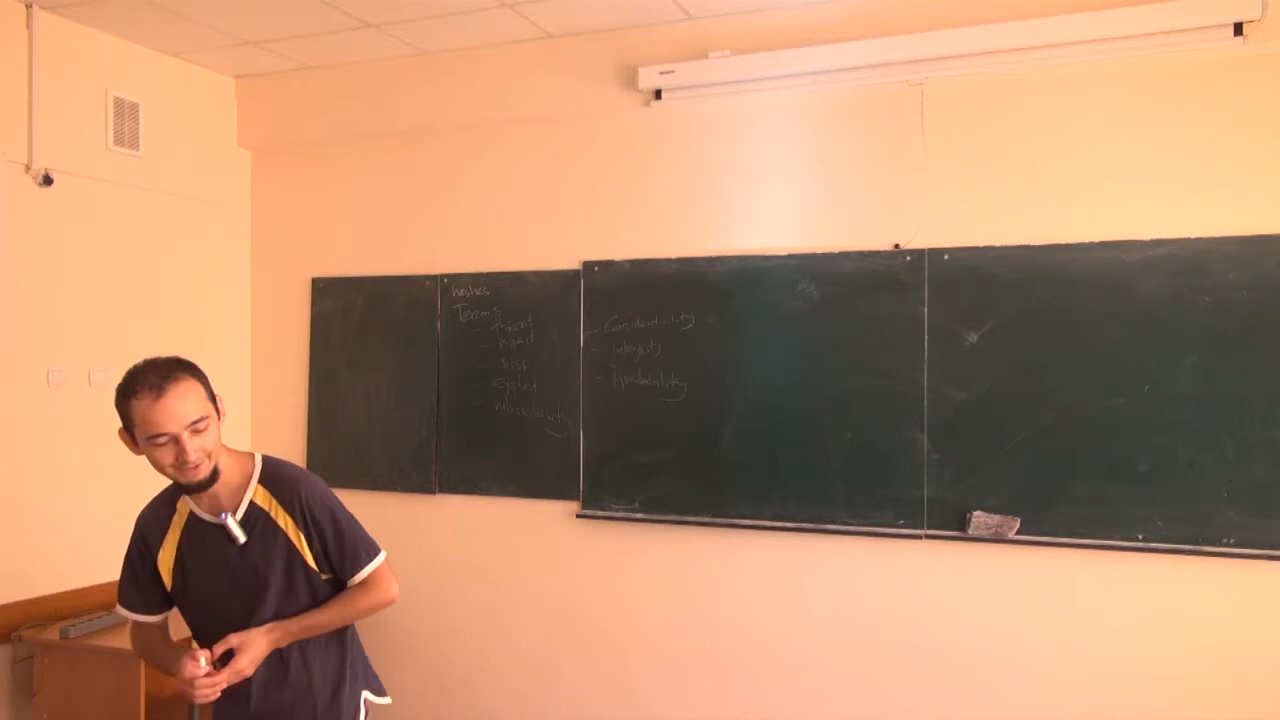 hashes
Terms
- threat
- impact
- risk
- exploit
vulnerability
- Confidentiality
- Integrity
- Availability